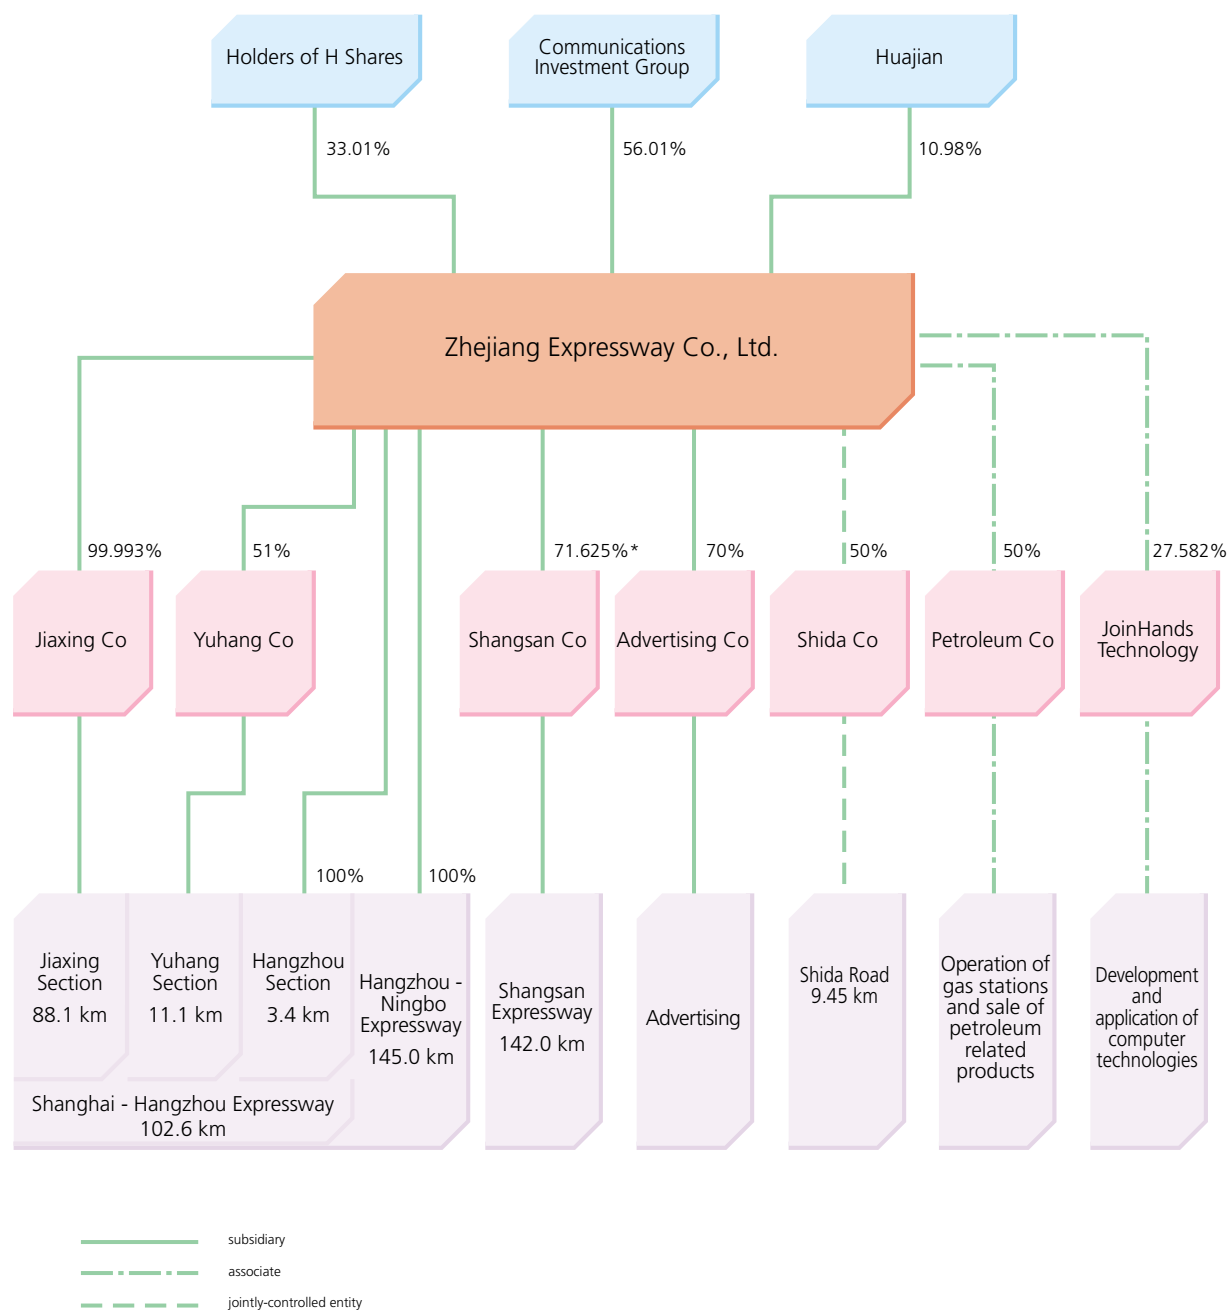 Holders of H Shares
Communications
Investment Group
Huajian
33.01%
56.01%
10.98%
Zhejiang Expressway Co., Ltd.
99.993%
51%
71.625%*
70%
50%
50%
27.582%
Jiaxing Co
Yuhang Co
Shangsan Co
Advertising Co
Shida Co
Petroleum Co
JoinHands
Technology
100%
100%
Jiaxing
Section
88.1 km
Yuhang
Section
11.1 km
Hangzhou
Section
3.4 km
Hangzhou -
Ningbo
Expressway
145.0 km
Shanghai - Hangzhou Expressway
102.6 km
Shangsan
Expressway
142.0 km
Advertising
Shida Road
9.45 km
Operation of
gas stations
and sale of
petroleum
related
products
Development
and
application of
computer
technologies
subsidiary
associate
jointly-controlled entity